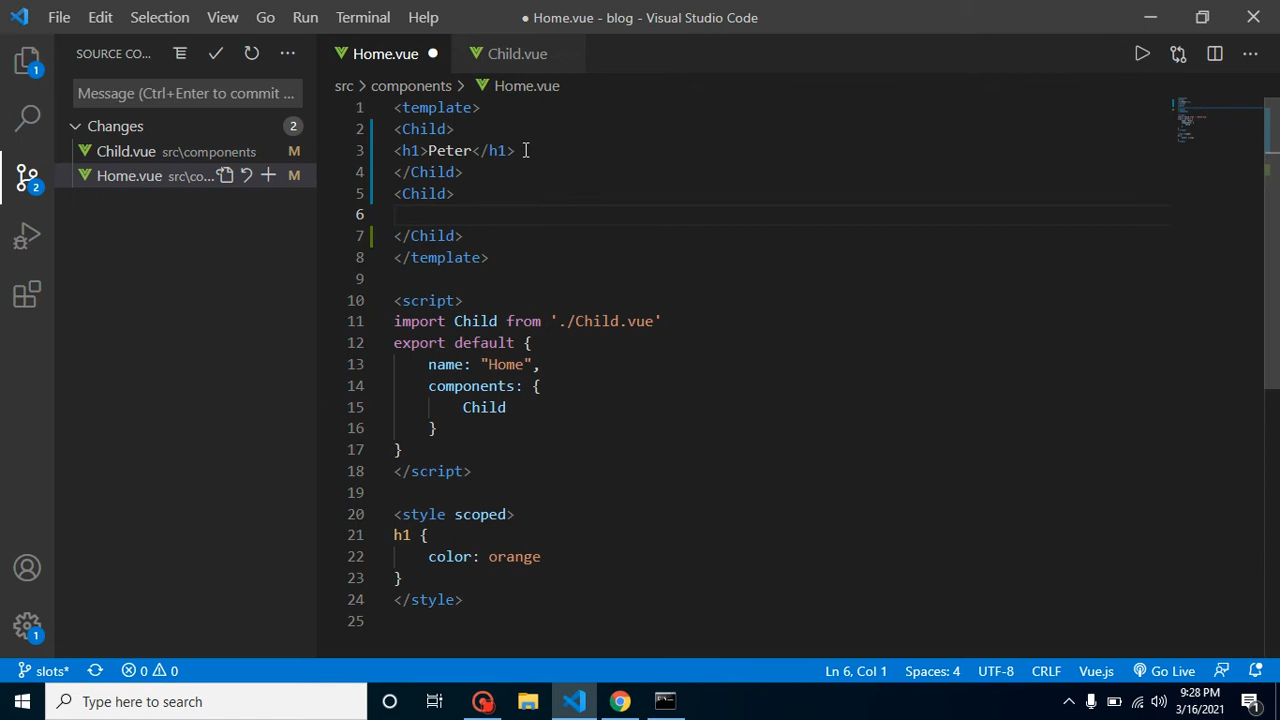 File Edit Selection View Go Run Terminal Help
● Home.vue - blog - Visual Studio Code
SOURCE CO...
Home.vue
Child.vue
src > components > Home.vue
Message (Ctrl+Enter to commit ...
Changes 2
Child.vue src\components M
Home.vue src\co... M
1 <template>
2 <Child>
3 <h1>Peter</h1>
4 </Child>
5 <Child>
6
7 </Child>
8 </template>
9
10 <script>
11 import Child from './Child.vue'
12 export default {
13 name: "Home",
14 components: {
15 Child
16 }
17 }
18 </script>
19
20 <style scoped>
21 h1 {
22 color: orange
23 }
24 </style>
25
1
2
1
slots* 0 0
Ln 6, Col 1 Spaces: 4 UTF-8 CRLF Vue.js Go Live
Type here to search
9:28 PM
3/16/2021
1